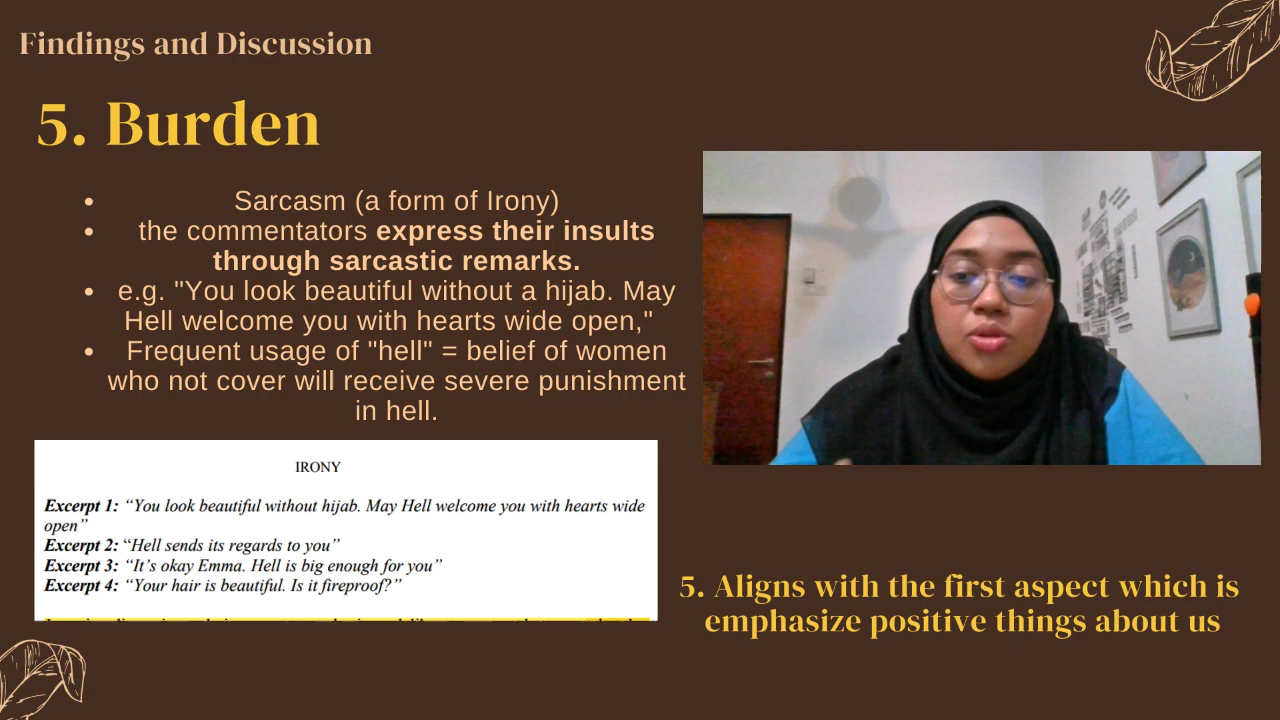 Findings and Discussion
5. Burden
• Sarcasm (a form of Irony)
• the commentators express their insults
through sarcastic remarks.
• e.g. "You look beautiful without a hijab. May
Hell welcome you with hearts wide open,"
• Frequent usage of "hell" = belief of women
who not cover will receive severe punishment
in hell.
IRONY
Excerpt 1: “You look beautiful without hijab. May Hell welcome you with hearts wide
open”
Excerpt 2: “Hell sends its regards to you”
Excerpt 3: “It’s okay Emma. Hell is big enough for you”
Excerpt 4: “Your hair is beautiful. Is it fireproof?”
5. Aligns with the first aspect which is
emphasize positive things about us